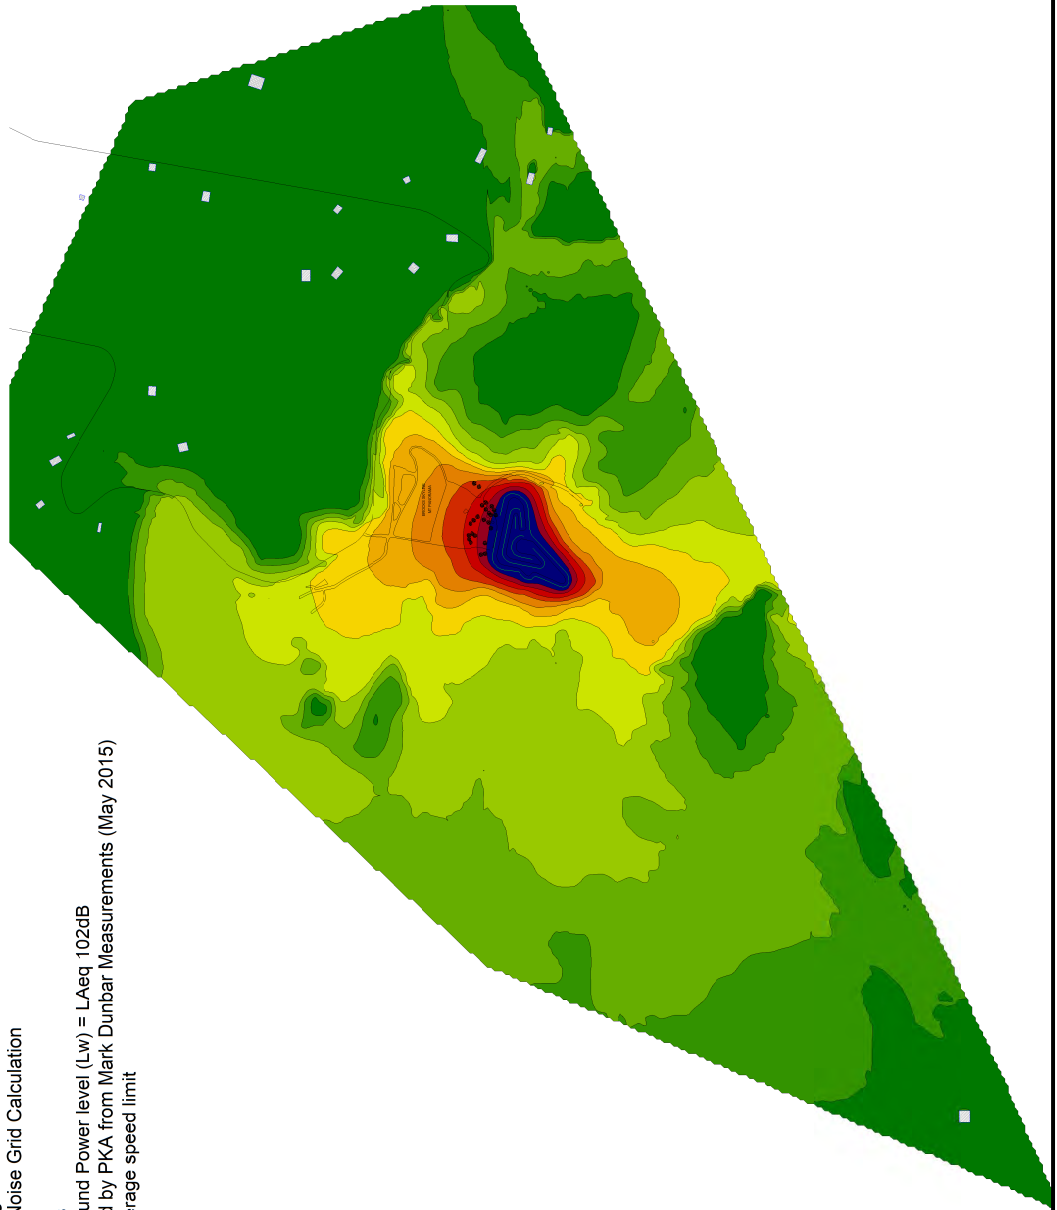 Noise Grid Calculation
und Power level (Lw) = LAeq 102dB
d by PKA from Mark Dunbar Measurements (May 2015)
erage speed limit